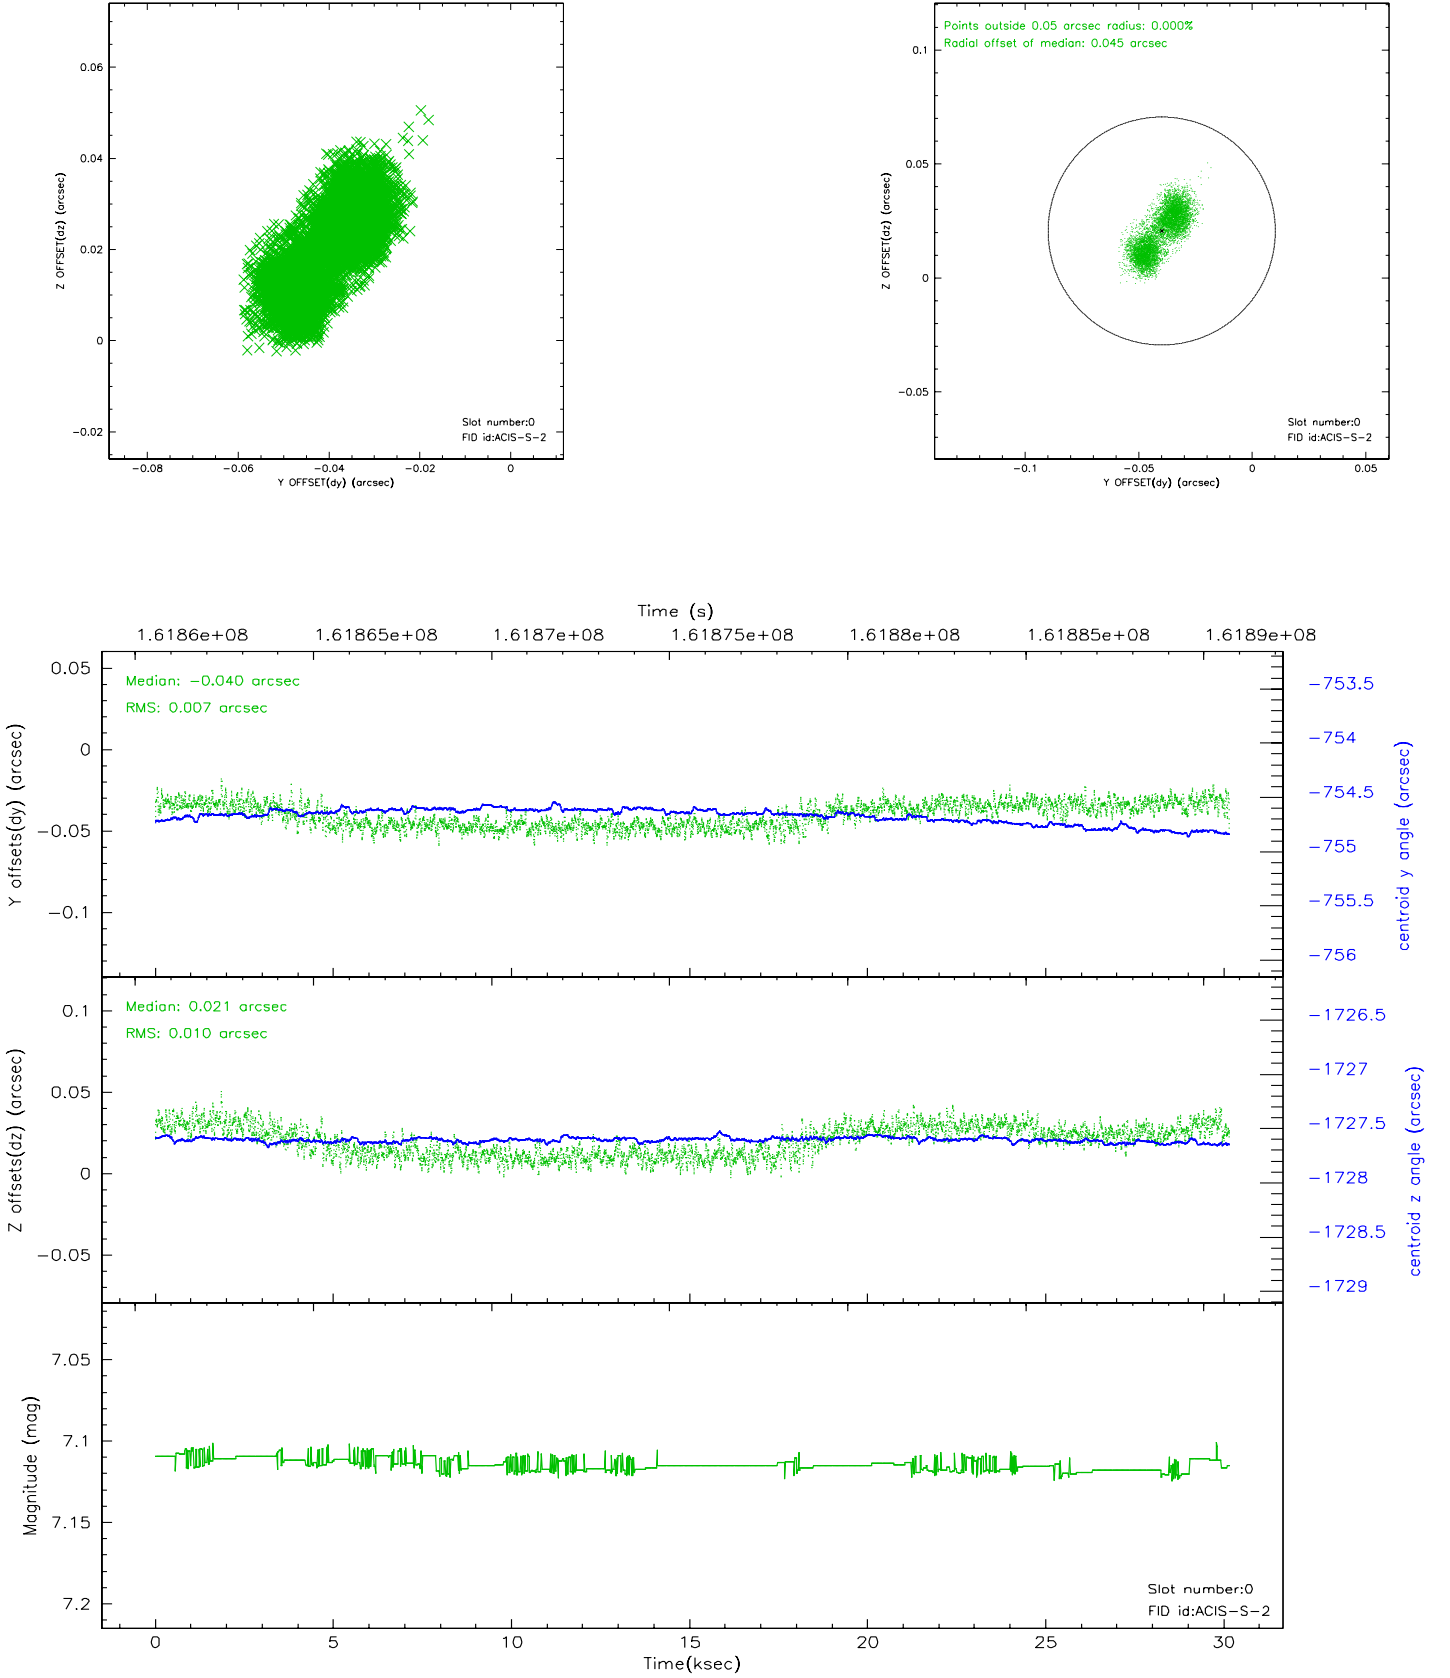 0.06
0.04
0.02
0
-0.02
Z OFFSET(dz) (arcsec)
Slot number:0
FID id:ACIS-S-2
-0.08 -0.06 -0.04 -0.02 0
Y OFFSET(dy) (arcsec)
Points outside 0.05 arcsec radius: 0.000%
Radial offset of median: 0.045 arcsec
0.1
0.05
0
-0.05
Z OFFSET(dz) (arcsec)
Slot number:0
FID id:ACIS-S-2
-0.1 -0.05 0 0.05
Y OFFSET(dy) (arcsec)
Time (s)
1.6186e+08 1.61865e+08 1.6187e+08 1.61875e+08 1.6188e+08 1.61885e+08 1.6189e+08
Median: -0.040 arcsec
RMS: 0.007 arcsec
0.05
0
-0.05
-0.1
Y offsets(dy) (arcsec)
-753.5
-754
-754.5
-755
-755.5
-756
centroid y angle (arcsec)
Median: 0.021 arcsec
RMS: 0.010 arcsec
0.1
0.05
0
-0.05
Z offsets(dz) (arcsec)
-1726.5
-1727
-1727.5
-1728
-1728.5
-1729
centroid z angle (arcsec)
7.05
7.1
7.15
7.2
Magnitude (mag)
Slot number:0
FID id:ACIS-S-2
0 5 10 15 20 25 30
Time(ksec)